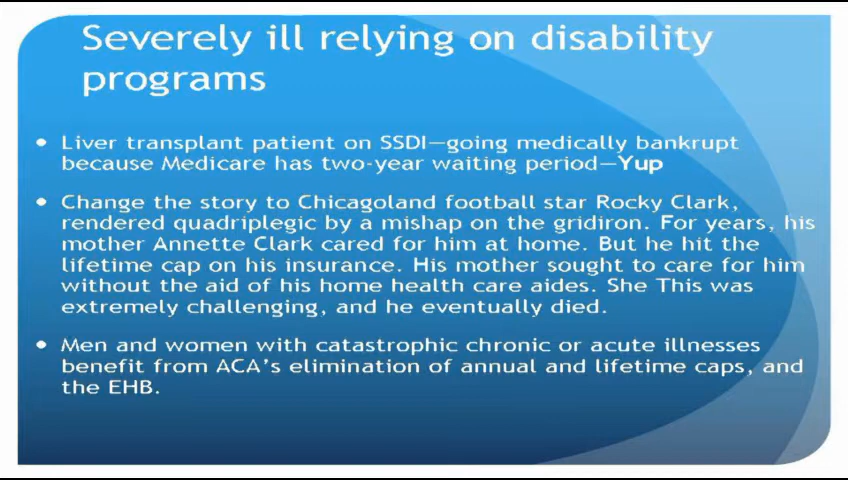 Severely ill relying on disability
programs
• Liver transplant patient on SSDI—going medically bankrupt
because Medicare has two-year waiting period—Yup
• Change the story to Chicagoland football star Rocky Clark,
rendered quadriplegic by a mishap on the gridiron. For years, his
mother Annette Clark cared for him at home. But he hit the
lifetime cap on his insurance. His mother sought to care for him
without the aid of his home health care aides. She This was
extremely challenging, and he eventually died.
• Men and women with catastrophic chronic or acute illnesses
benefit from ACA's elimination of annual and lifetime caps, and
the EHB.